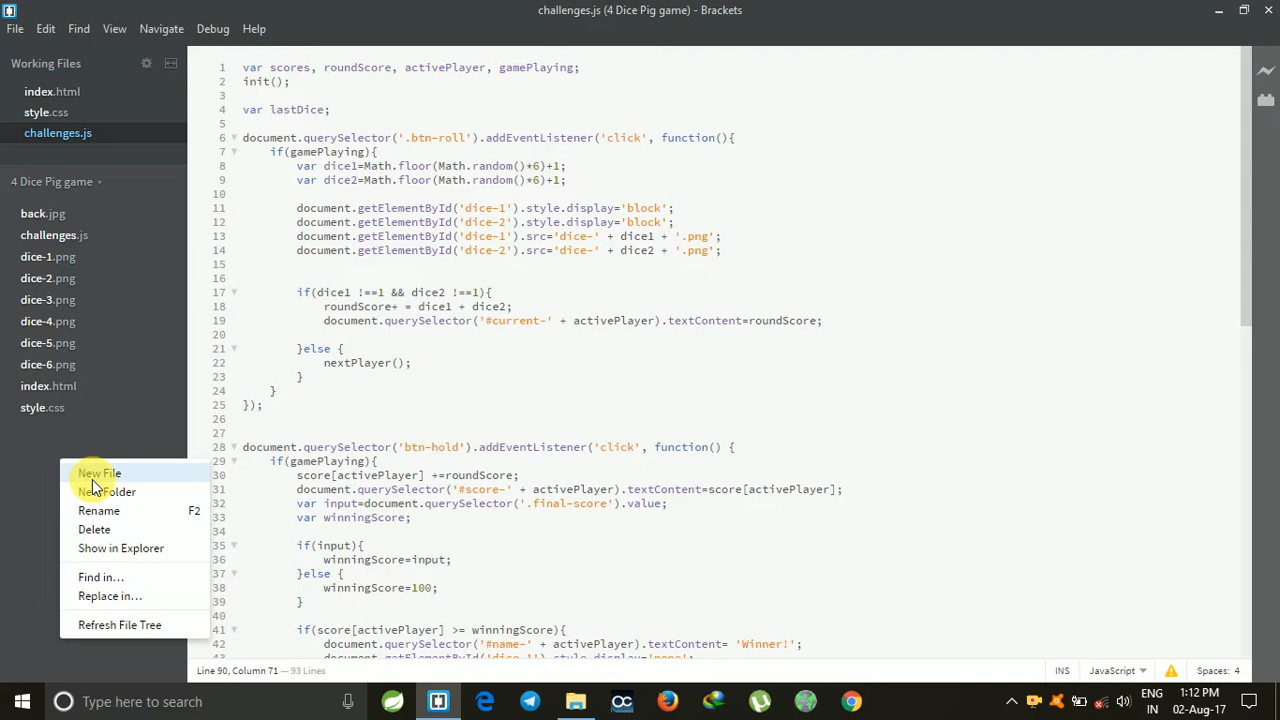 challenges.js (4 Dice Pig game) - Brackets
File Edit Find View Navigate Debug Help
Working Files
index.html
style.css
challenges.js
4 Dice Pig game
back.jpg
challenges.js
dice-1.png
dice-2.png
dice-3.png
dice-4.png
dice-5.png
dice-6.png
index.html
style.css
New File
New Folder
Rename F2
Delete
Show in Explorer
Find in...
Replace in...
Refresh File Tree
1 var scores, roundScore, activePlayer, gamePlaying;
2 init();
3
4 var lastDice;
5
6 document.querySelector('.btn-roll').addEventListener('click', function(){
7 if(gamePlaying){
8 var dice1=Math.floor(Math.random()*6)+1;
9 var dice2=Math.floor(Math.random()*6)+1;
10
11 document.getElementById('dice-1').style.display='block';
12 document.getElementById('dice-2').style.display='block';
13 document.getElementById('dice-1').src='dice-' + dice1 + '.png';
14 document.getElementById('dice-2').src='dice-' + dice2 + '.png';
15
16
17 if(dice1 !==1 && dice2 !==1){
18 roundScore+ = dice1 + dice2;
19 document.querySelector('#current-' + activePlayer).textContent=roundScore;
20
21 }else {
22 nextPlayer();
23 }
24 }
25 });
26
27
28 document.querySelector('btn-hold').addEventListener('click', function() {
29 if(gamePlaying){
30 score[activePlayer] +=roundScore;
31 document.querySelector('#score-' + activePlayer).textContent=score[activePlayer];
32 var input=document.querySelector('.final-score').value;
33 var winningScore;
34
35 if(input){
36 winningScore=input;
37 }else {
38 winningScore=100;
39 }
40
41 if(score[activePlayer] >= winningScore){
42 document.querySelector('#name-' + activePlayer).textContent= 'Winner!';
43 document.getElementById('dice-1').style.display='none';
Line 90, Column 71 — 93 Lines
INS JavaScript Spaces: 4
Type here to search
ENG
IN
1:12 PM
02-Aug-17